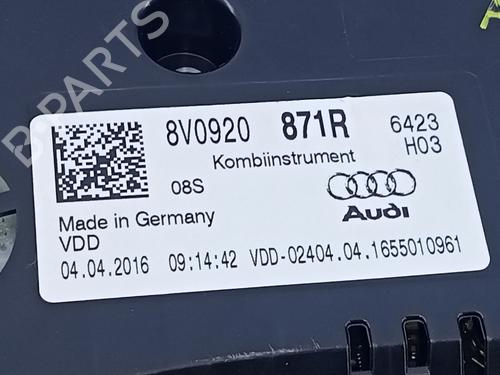 8V0920 871R 6423
Kombiinstrument H03
08S
Made in Germany Audi
VDD
04.04.2016 09:14:42 VDD-02404.04.1655010961
B-PARTS